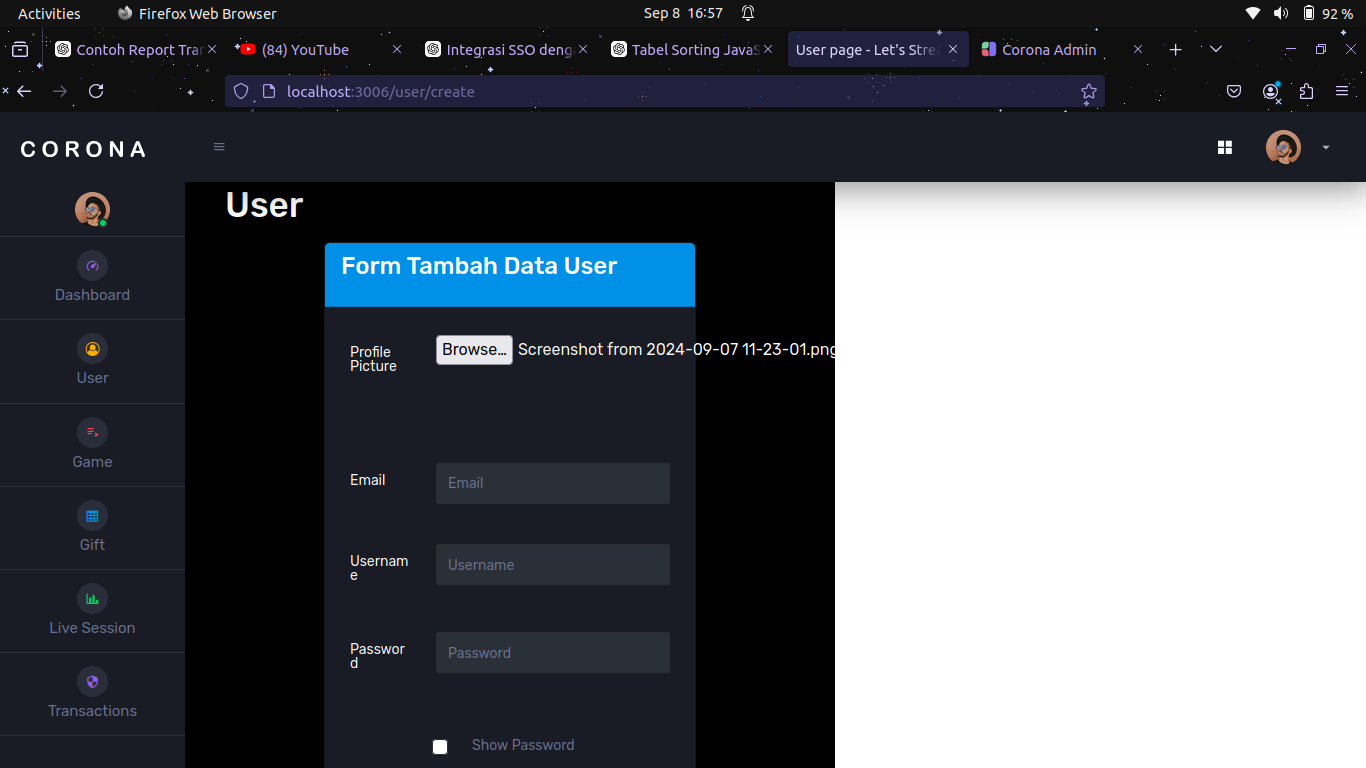 Activities
Firefox Web Browser
Sep 8 16:57
92 %
Contoh Report Tran
(84) YouTube
Integrasi SSO deng
Tabel Sorting JavaS
User page - Let's Stre
Corona Admin
localhost:3006/user/create
CORONA
User
Form Tambah Data User
Dashboard
Profile
Picture
Browse… Screenshot from 2024-09-07 11-23-01.png
User
Game
Email
Email
Gift
Usernam
e
Username
Live Session
Passwor
d
Password
Transactions
Show Password